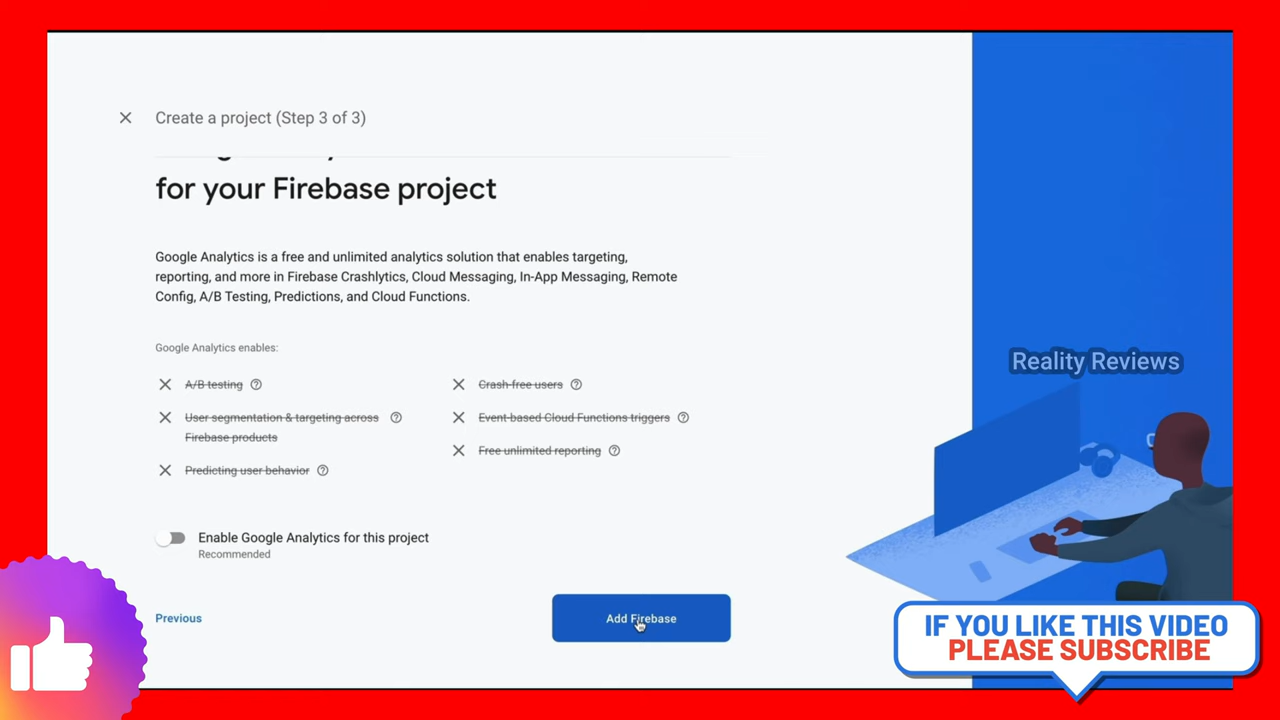 Create a project (Step 3 of 3)
for your Firebase project
Google Analytics is a free and unlimited analytics solution that enables targeting,
reporting, and more in Firebase Crashlytics, Cloud Messaging, In-App Messaging, Remote
Config, A/B Testing, Predictions, and Cloud Functions.
Google Analytics enables:
A/B testing
User segmentation & targeting across
Firebase products
Predicting user behavior
Crash-free users
Event-based Cloud Functions triggers
Free unlimited reporting
Enable Google Analytics for this project
Recommended
Previous
Add Firebase
Reality Reviews
IF YOU LIKE THIS VIDEO
PLEASE SUBSCRIBE